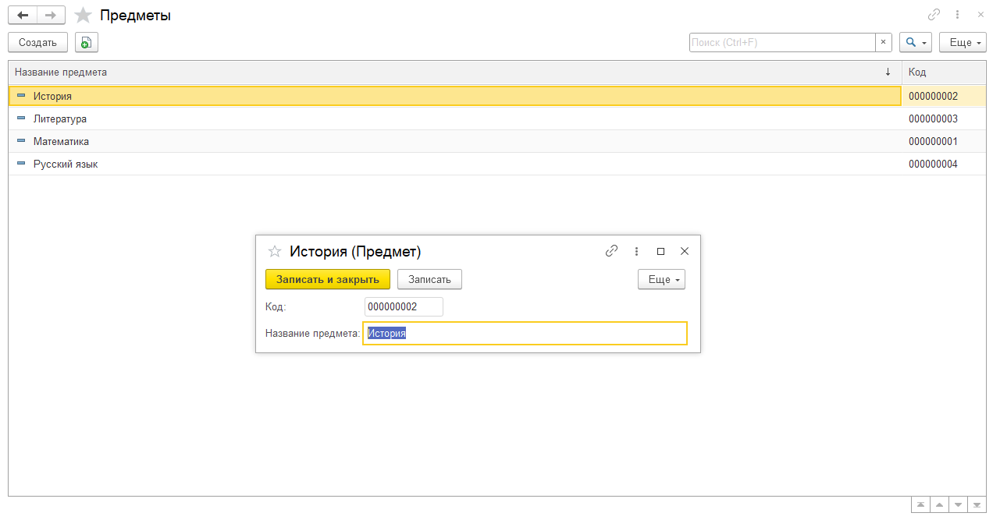 Предметы
Создать
Поиск (Ctrl+F)
×
Еще
Название предмета ↓ Код
История 000000002
Литература 000000003
Математика 000000001
Русский язык 000000004
История (Предмет)
Записать и закрыть Записать Еще
Код: 000000002
Название предмета: История